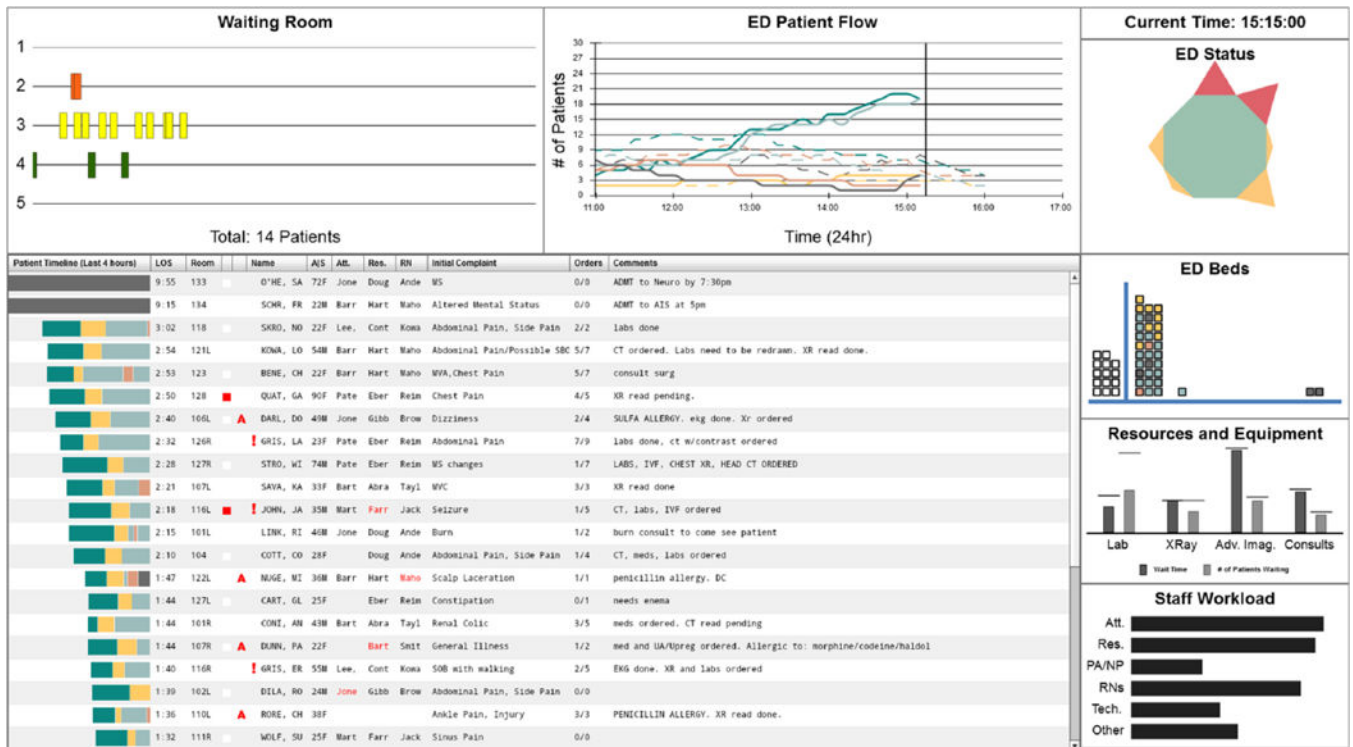 Waiting Room
1
2
3
4
5
Total: 14 Patients
ED Patient Flow
# of Patients
30
27
24
21
18
15
12
9
6
3
0
11:00 12:00 13:00 14:00 15:00 16:00 17:00
Time (24hr)
Current Time: 15:15:00
ED Status
Patient Timeline (Last 4 hours) LOS Room Name A|S Att. Res. RN Initial Complaint Orders Comments
9:55 133 O'HE, SA 72F Jone Doug Ande MS 0/0 ADMT to Neuro by 7:30pm
9:15 134 SCHR, FR 22M Barr Hart Maho Altered Mental Status 0/0 ADMT to AIS at 5pm
3:02 118 SKRO, NO 22F Lee, Cont Kowa Abdominal Pain, Side Pain 2/2 labs done
2:54 121L KOWA, LO 54M Barr Hart Maho Abdominal Pain/Possible SBO 5/7 CT ordered. Labs need to be redrawn. XR read done.
2:53 123 BENE, CH 22F Barr Hart Maho MVA,Chest Pain 5/7 consult surg
2:50 128 QUAT, GA 90F Pate Eber Reim Chest Pain 4/5 XR read pending.
2:40 106L A DARL, DO 49M Jone Gibb Brow Dizziness 2/4 SULFA ALLERGY. ekg done. Xr ordered
2:32 126R ! GRIS, LA 23F Pate Eber Reim Abdominal Pain 7/9 labs done, ct w/contrast ordered
2:28 127R STRO, WI 74M Pate Eber Reim MS changes 1/7 LABS, IVF, CHEST XR, HEAD CT ORDERED
2:21 107L SAVA, KA 33F Bart Abra Tayl MVC 3/3 XR read done
2:18 116L ! JOHN, JA 35M Mart Farr Jack Seizure 1/5 CT, labs, IVF ordered
2:15 101L LINK, RI 46M Jone Doug Ande Burn 1/2 burn consult to come see patient
2:10 104 COTT, CO 28F Doug Ande Abdominal Pain, Side Pain 1/4 CT, meds, labs ordered
1:47 122L A NUGE, MI 36M Barr Hart Maho Scalp Laceration 1/1 penicillin allergy. DC
1:44 127L CART, GL 25F Eber Reim Constipation 0/1 needs enema
1:44 101R CONI, AN 43M Bart Abra Tayl Renal Colic 3/5 meds ordered. CT read pending
1:44 107R A DUNN, PA 22F Bart Smit General Illness 1/2 med and UA/Upreg ordered. Allergic to: morphine/codeine/haldol
1:40 116R ! GRIS, ER 55M Lee, Cont Kowa SOB with walking 2/5 EKG done. XR and labs ordered
1:39 102L DILA, RO 24M Jone Gibb Brow Abdominal Pain, Side Pain 0/0
1:36 110L A RORE, CH 38F Ankle Pain, Injury 3/3 PENICILLIN ALLERGY. XR read done.
1:32 111R WOLF, SU 25F Mart Farr Jack Sinus Pain 0/0
ED Beds
Resources and Equipment
Lab XRay Adv. Imag. Consults
Wait Time # of Patients Waiting
Staff Workload
Att.
Res.
PA/NP
RNs
Tech.
Other